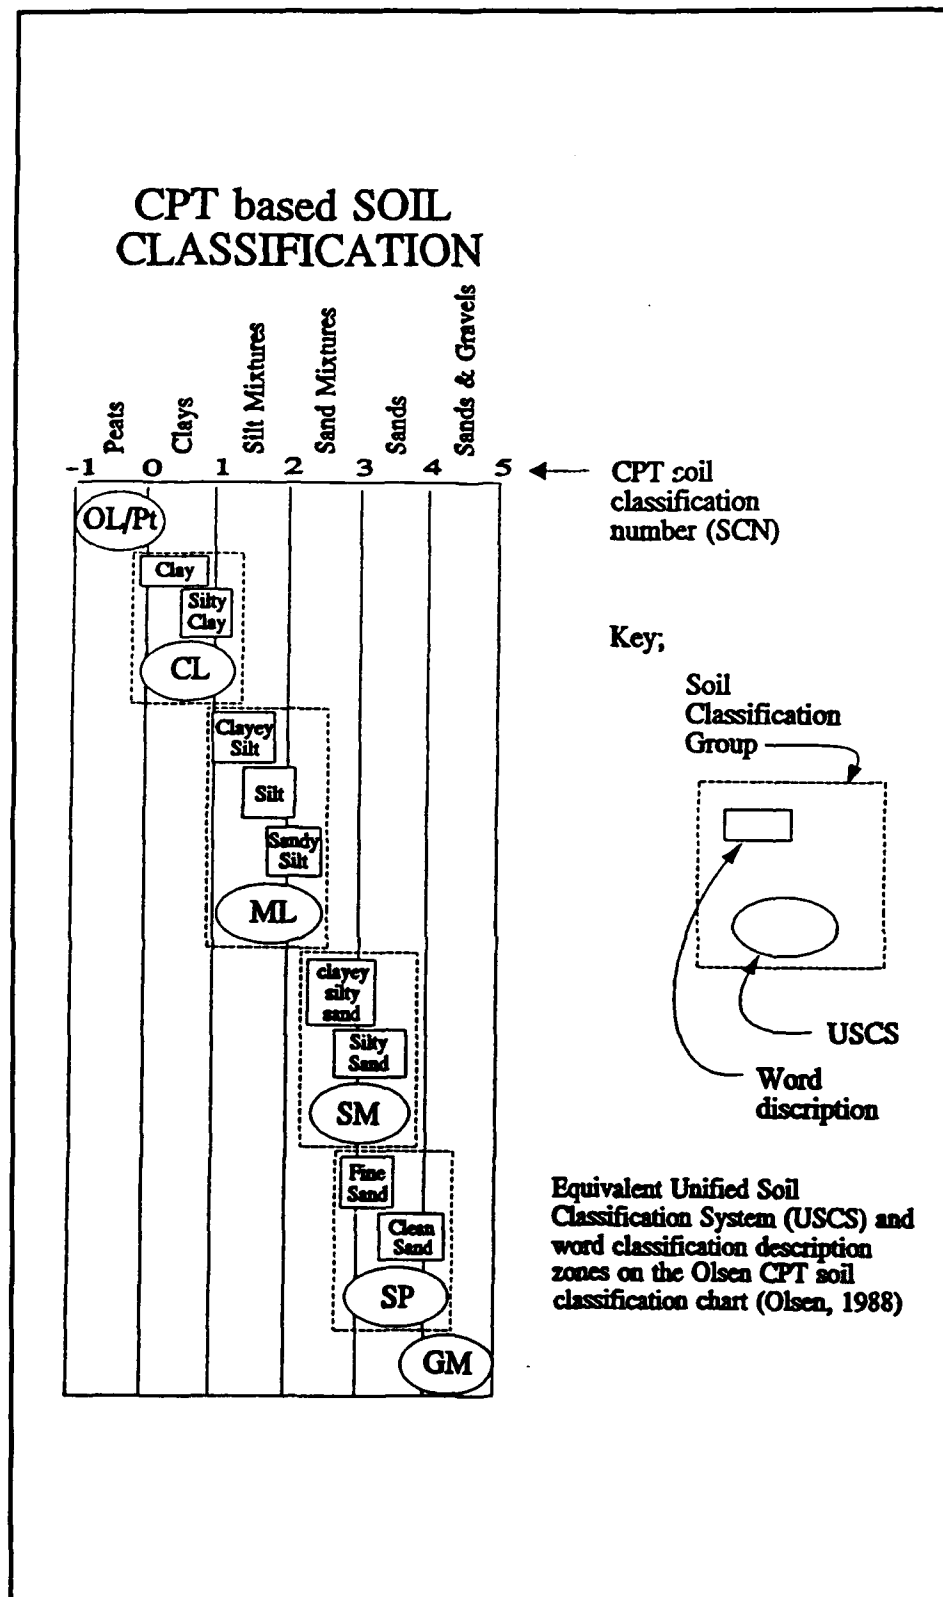 CPT based SOIL
CLASSIFICATION
Peats
Clays
Silt Mixtures
Sand Mixtures
Sands
Sands & Gravels
-1 0 1 2 3 4 5
CPT soil
classification
number (SCN)
OL/Pt
Clay
Silty
Clay
CL
Clayey
Silt
Silt
Sandy
Silt
ML
clayey
silty
sand
Silty
Sand
SM
Fine
Sand
Clean
Sand
SP
GM
Key;
Soil
Classification
Group
USCS
Word
discription
Equivalent Unified Soil
Classification System (USCS) and
word classification description
zones on the Olsen CPT soil
classification chart (Olsen, 1988)